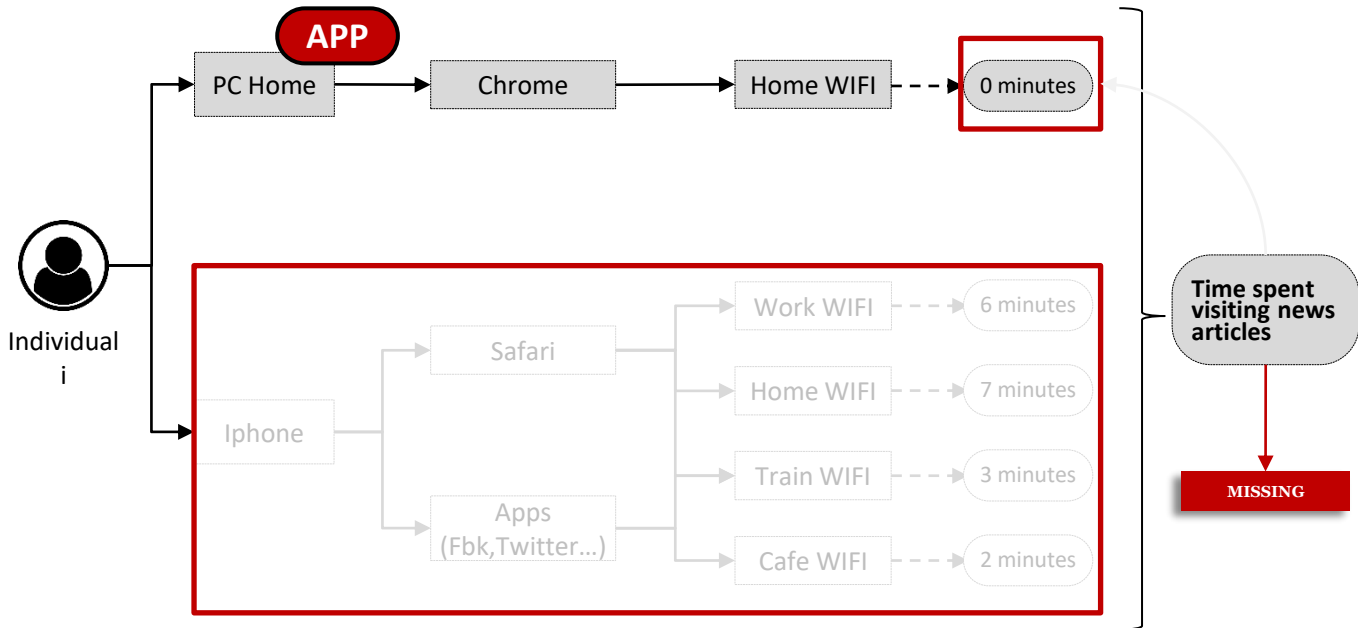 APP
PC Home
Chrome
Home WIFI
0 minutes
Individual
i
Iphone
Safari
Apps
(Fbk,Twitter...)
Work WIFI
6 minutes
Home WIFI
7 minutes
Train WIFI
3 minutes
Cafe WIFI
2 minutes
Time spent
visiting news
articles
MISSING